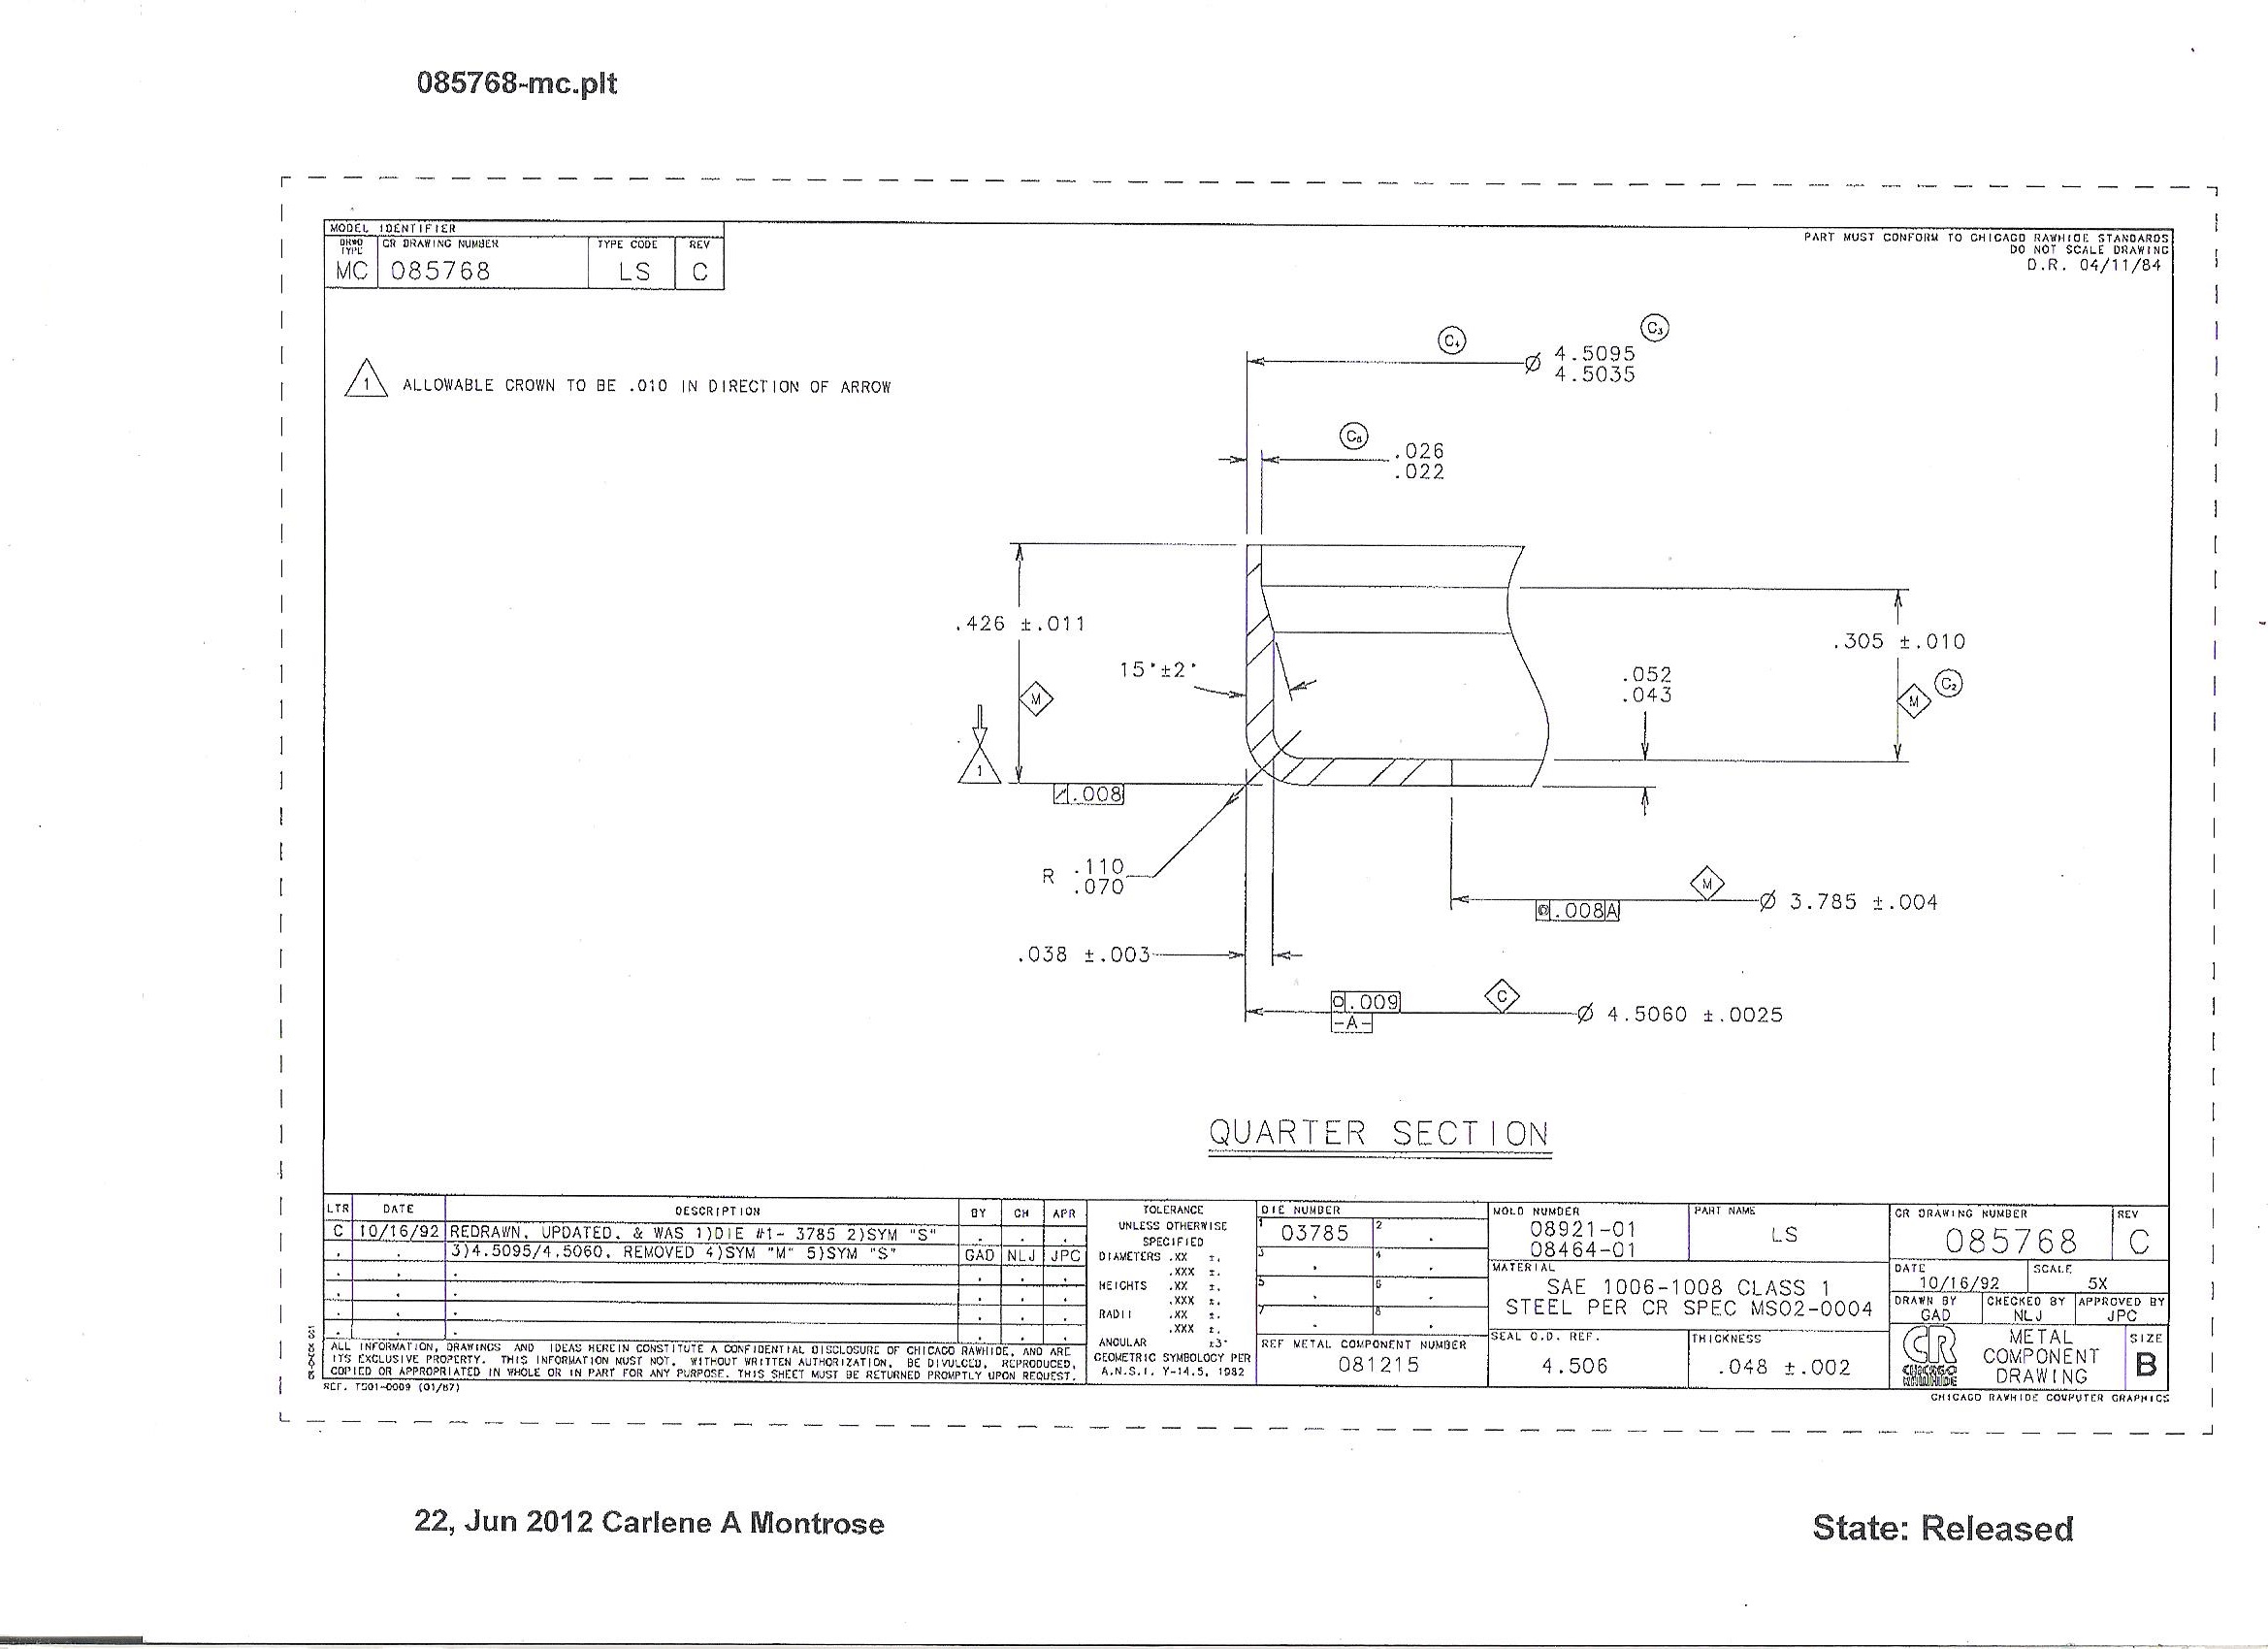 085768-mc.plt
MODEL IDENTIFIER
DRWG TYPE
CR DRAWING NUMBER
TYPE CODE
REV
MC
085768
LS
C
PART MUST CONFORM TO CHICAGO RAWHIDE STANDARDS
DO NOT SCALE DRAWING
D.R. 04/11/84
1 ALLOWABLE CROWN TO BE .010 IN DIRECTION OF ARROW
C4
C3
Ø 4.5095
4.5035
.026
.022
.426 ±.011
M
15°±2°
.305 ±.010
M
C2
.052
.043
1
.008
R .110
.070
M
Ø 3.785 ±.004
◎ .008 A
.038 ±.003
○ .009
-A-
C
Ø 4.5060 ±.0025
QUARTER SECTION
LTR DATE DESCRIPTION BY CH APR
C 10/16/92 REDRAWN, UPDATED, & WAS 1)DIE #1- 3785 2)SYM "S"
3)4.5095/4.5060, REMOVED 4)SYM "M" 5)SYM "S" GAD NLJ JPC
ALL INFORMATION, DRAWINGS AND IDEAS HEREIN CONSTITUTE A CONFIDENTIAL DISCLOSURE OF CHICAGO RAWHIDE, AND ARE
ITS EXCLUSIVE PROPERTY. THIS INFORMATION MUST NOT, WITHOUT WRITTEN AUTHORIZATION, BE DIVULGED, REPRODUCED,
COPIED OR APPROPRIATED IN WHOLE OR IN PART FOR ANY PURPOSE. THIS SHEET MUST BE RETURNED PROMPTLY UPON REQUEST.
REF. TS01-0009 (01/87)
TOLERANCE
UNLESS OTHERWISE
SPECIFIED
DIAMETERS .XX ±.
.XXX ±.
HEIGHTS .XX ±.
.XXX ±.
RADII .XX ±.
.XXX ±.
ANGULAR ±3°
GEOMETRIC SYMBOLOGY PER
A.N.S.I. Y-14.5, 1982
DIE NUMBER
1 03785 2
3 4
5 6
7 8
REF METAL COMPONENT NUMBER
081215
MOLD NUMBER
08921-01
08464-01
PART NAME
LS
MATERIAL
SAE 1006-1008 CLASS 1
STEEL PER CR SPEC MS02-0004
SEAL O.D. REF.
4.506
THICKNESS
.048 ±.002
CR DRAWING NUMBER
085768
REV
C
DATE
10/16/92
SCALE
5X
DRAWN BY
GAD
CHECKED BY
NLJ
APPROVED BY
JPC
CR
CHICAGO
RAWHIDE
METAL
COMPONENT
DRAWING
SIZE
B
CHICAGO RAWHIDE COMPUTER GRAPHICS
22, Jun 2012 Carlene A Montrose
State: Released